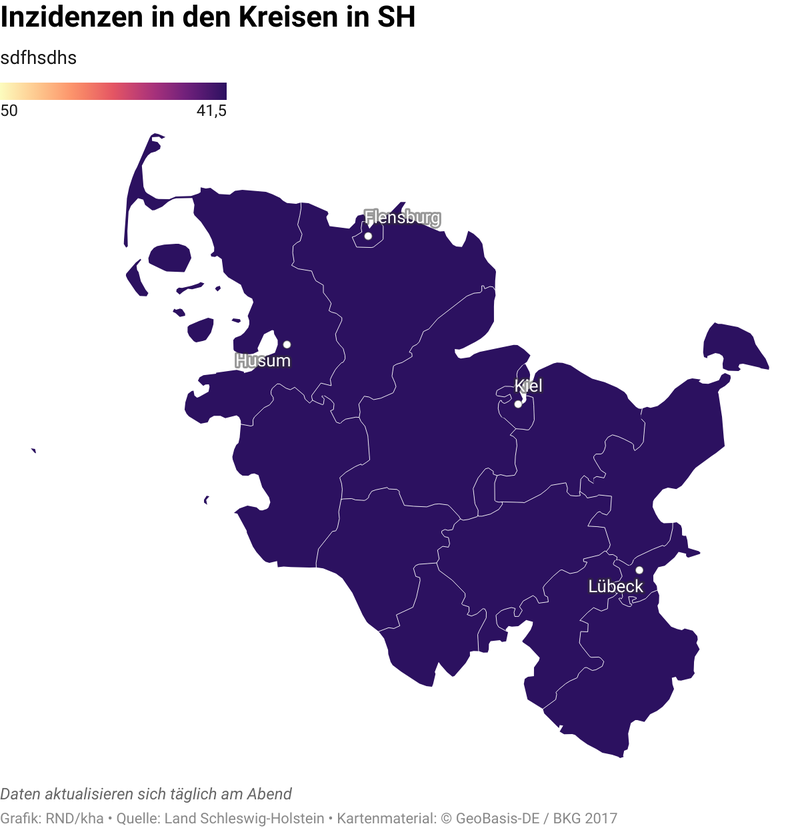 Inzidenzen in den Kreisen in SH
sdfhsdhs
50 41,5
Flensburg
Husum
Kiel
Lübeck
Daten aktualisieren sich täglich am Abend
Grafik: RND/kha • Quelle: Land Schleswig-Holstein • Kartenmaterial: © GeoBasis-DE / BKG 2017